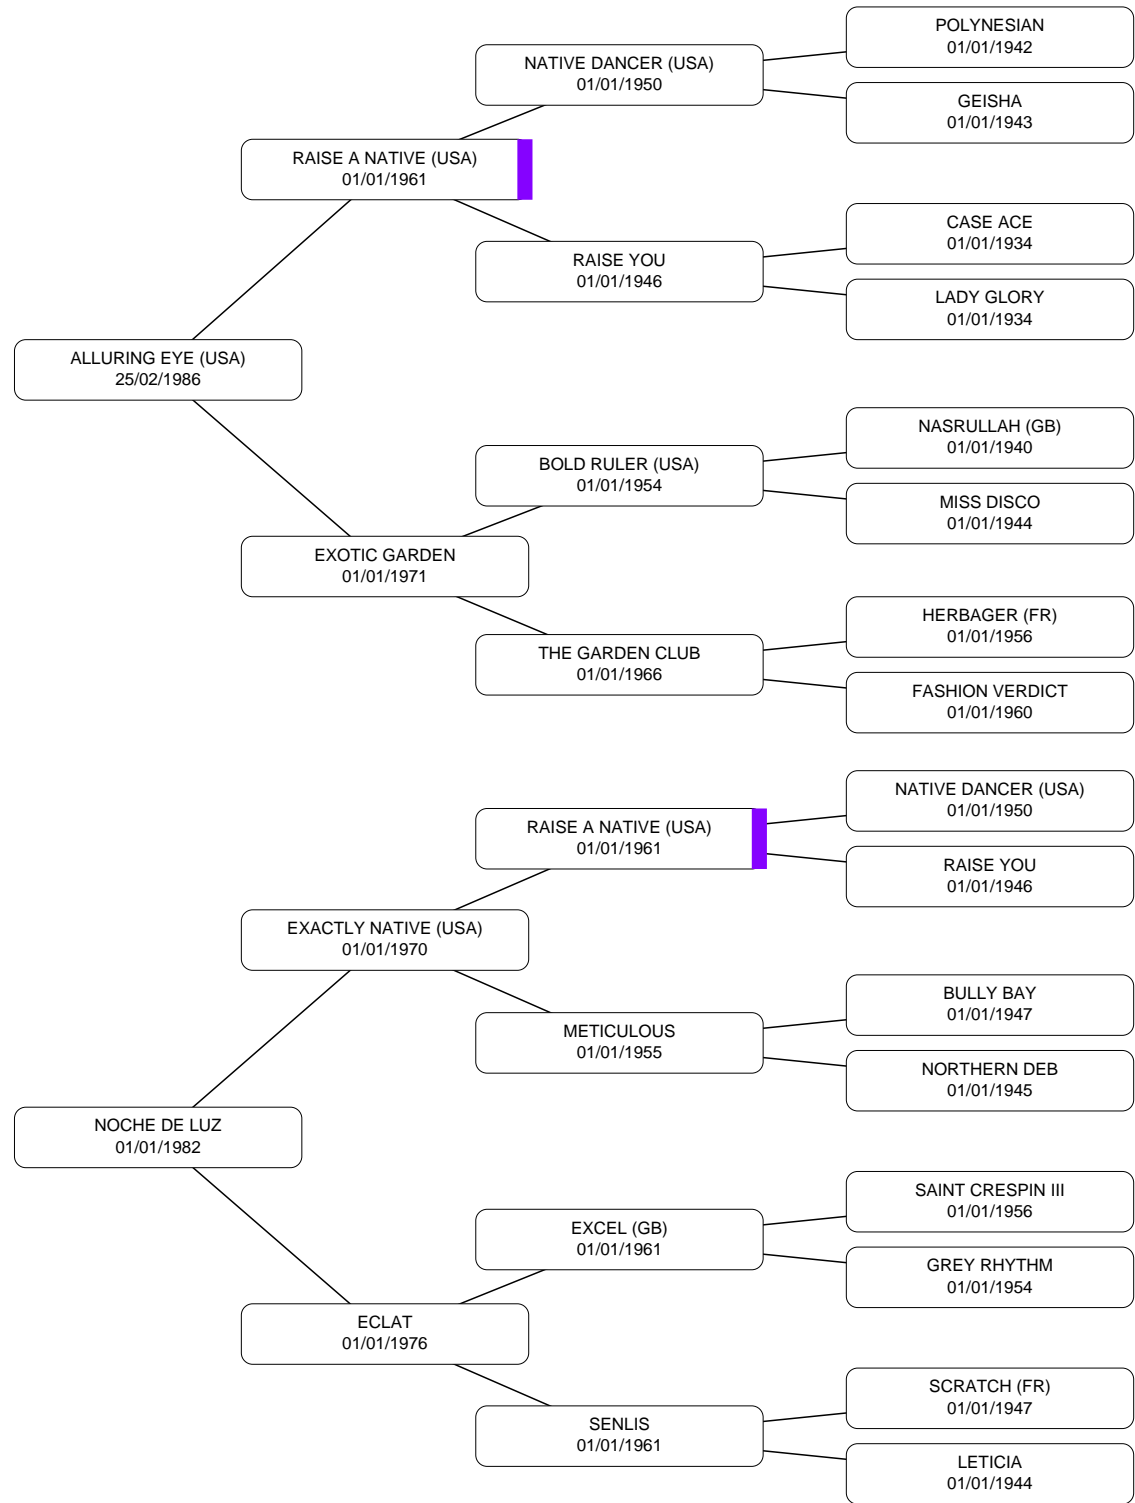 POLYNESIAN
01/01/1942
NATIVE DANCER (USA)
01/01/1950
GEISHA
01/01/1943
RAISE A NATIVE (USA)
01/01/1961
CASE ACE
01/01/1934
RAISE YOU
01/01/1946
LADY GLORY
01/01/1934
ALLURING EYE (USA)
25/02/1986
NASRULLAH (GB)
01/01/1940
BOLD RULER (USA)
01/01/1954
MISS DISCO
01/01/1944
EXOTIC GARDEN
01/01/1971
HERBAGER (FR)
01/01/1956
THE GARDEN CLUB
01/01/1966
FASHION VERDICT
01/01/1960
NATIVE DANCER (USA)
01/01/1950
RAISE A NATIVE (USA)
01/01/1961
RAISE YOU
01/01/1946
EXACTLY NATIVE (USA)
01/01/1970
BULLY BAY
01/01/1947
METICULOUS
01/01/1955
NORTHERN DEB
01/01/1945
NOCHE DE LUZ
01/01/1982
SAINT CRESPIN III
01/01/1956
EXCEL (GB)
01/01/1961
GREY RHYTHM
01/01/1954
ECLAT
01/01/1976
SCRATCH (FR)
01/01/1947
SENLIS
01/01/1961
LETICIA
01/01/1944